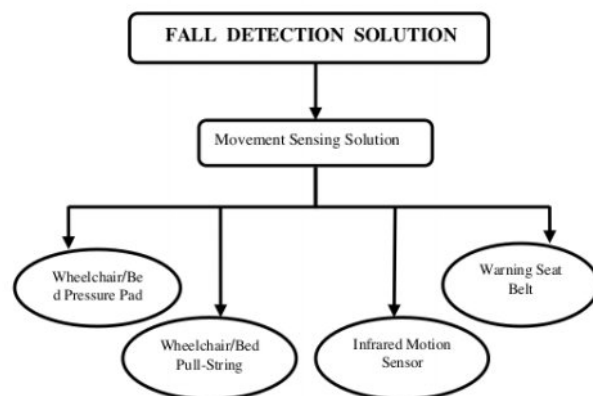 FALL DETECTION SOLUTION
Movement Sensing Solution
Wheelchair/Be
d Pressure Pad
Wheelchair/Bed
Pull-String
Infrared Motion
Sensor
Warning Seat
Belt